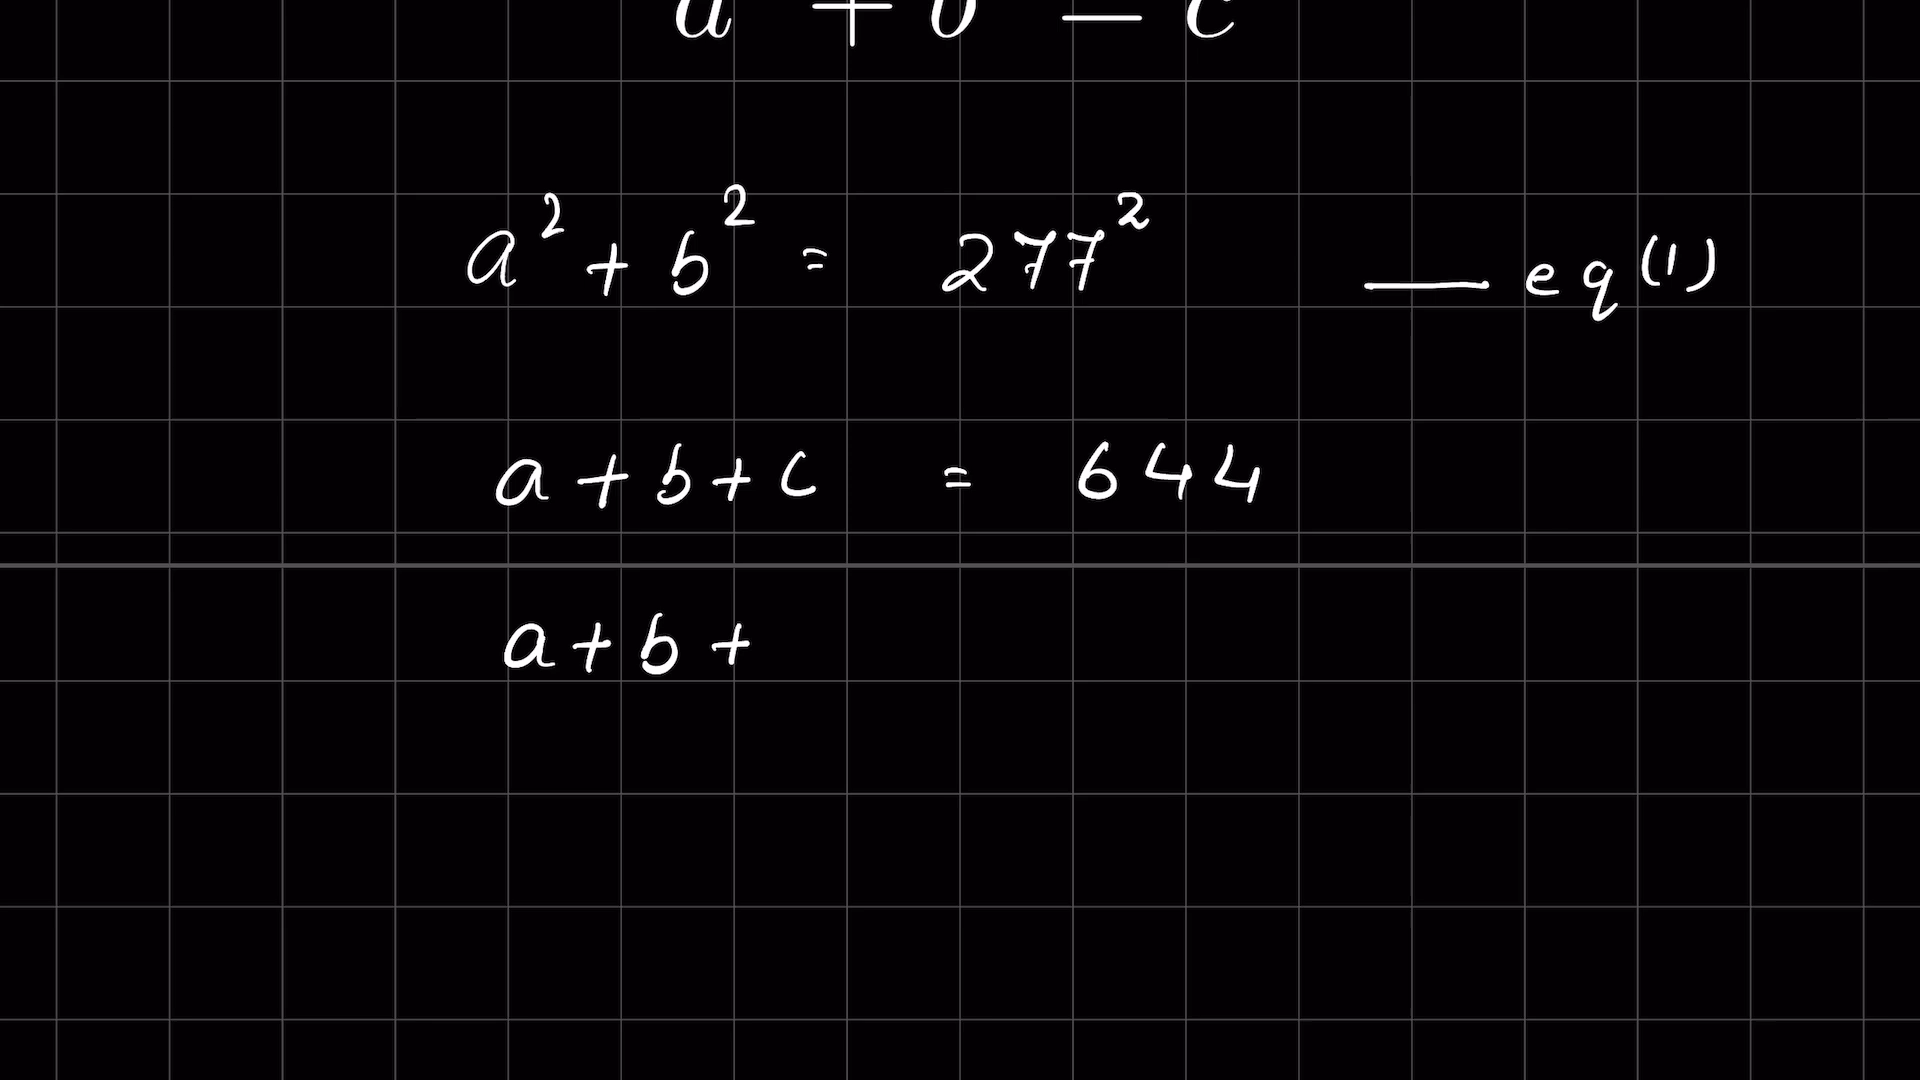 a + b = c
a² + b² = 277² — eq(1)
a + b + c = 644
a + b +